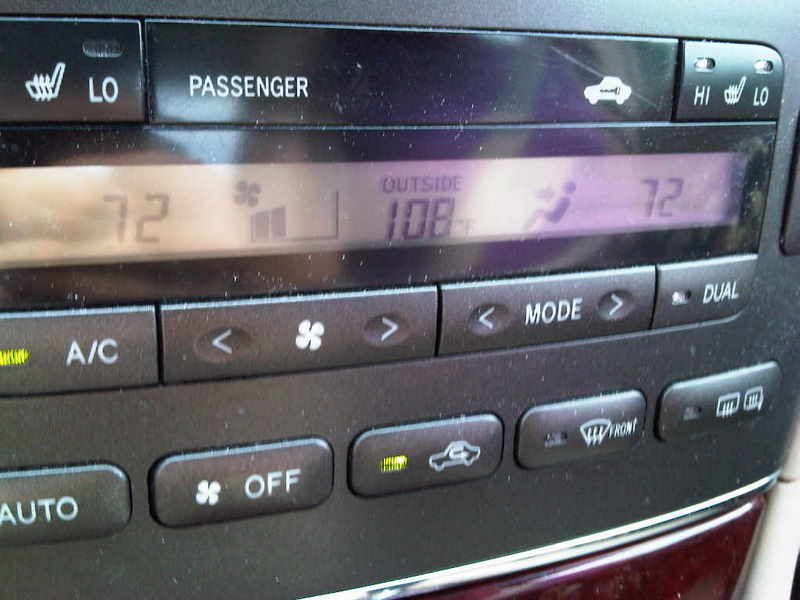 LO
PASSENGER
HI LO
72 OUTSIDE 72
108°F
A/C < > < MODE > DUAL
AUTO OFF FRONT